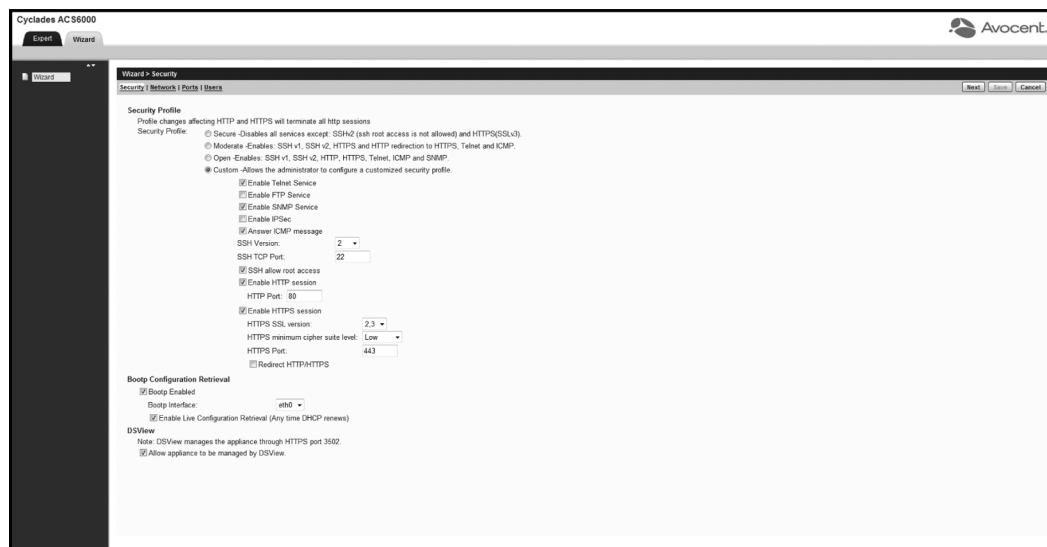 Cyclades ACS6000
Avocent.
Expert Wizard
Wizard
Wizard > Security
Security | Network | Ports | Users
Next Save Cancel
Security Profile
Profile changes affecting HTTP and HTTPS will terminate all http sessions
Security Profile: Secure -Disables all services except: SSHv2 (ssh root access is not allowed) and HTTPS(SSLv3).
Moderate -Enables: SSH v1, SSH v2, HTTPS and HTTP redirection to HTTPS, Telnet and ICMP.
Open -Enables: SSH v1, SSH v2, HTTP, HTTPS, Telnet, ICMP and SNMP.
Custom -Allows the administrator to configure a customized security profile.
Enable Telnet Service
Enable FTP Service
Enable SNMP Service
Enable IPSec
Answer ICMP message
SSH Version: 2
SSH TCP Port: 22
SSH allow root access
Enable HTTP session
HTTP Port: 80
Enable HTTPS session
HTTPS SSL version: 2,3
HTTPS minimum cipher suite level: Low
HTTPS Port: 443
Redirect HTTP/HTTPS
Bootp Configuration Retrieval
Bootp Enabled
Bootp Interface: eth0
Enable Live Configuration Retrieval (Any time DHCP renews)
DSView
Note: DSView manages the appliance through HTTPS port 3502.
Allow appliance to be managed by DSView.